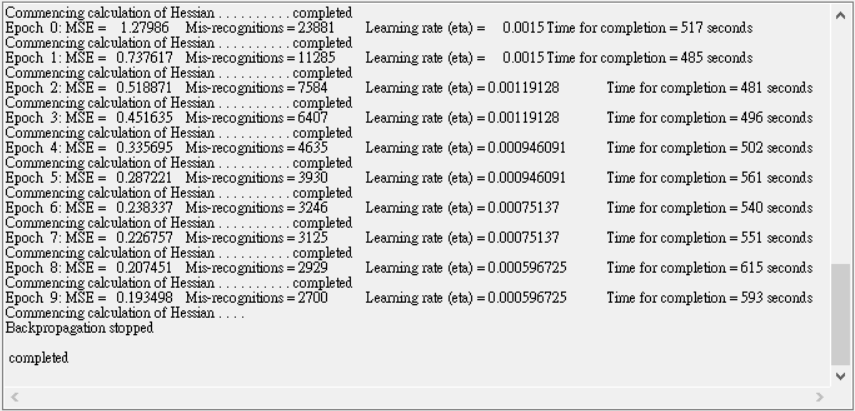 Commencing calculation of Hessian . . . . . . . . . . completed
Epoch 0: MSE = 1.27986 Mis-recognitions = 23881 Learning rate (eta) = 0.0015 Time for completion = 517 seconds
Commencing calculation of Hessian . . . . . . . . . . completed
Epoch 1: MSE = 0.737617 Mis-recognitions = 11285 Learning rate (eta) = 0.0015 Time for completion = 485 seconds
Commencing calculation of Hessian . . . . . . . . . . completed
Epoch 2: MSE = 0.518871 Mis-recognitions = 7584 Learning rate (eta) = 0.00119128 Time for completion = 481 seconds
Commencing calculation of Hessian . . . . . . . . . . completed
Epoch 3: MSE = 0.451635 Mis-recognitions = 6407 Learning rate (eta) = 0.00119128 Time for completion = 496 seconds
Commencing calculation of Hessian . . . . . . . . . . completed
Epoch 4: MSE = 0.335695 Mis-recognitions = 4635 Learning rate (eta) = 0.000946091 Time for completion = 502 seconds
Commencing calculation of Hessian . . . . . . . . . . completed
Epoch 5: MSE = 0.287221 Mis-recognitions = 3930 Learning rate (eta) = 0.000946091 Time for completion = 561 seconds
Commencing calculation of Hessian . . . . . . . . . . completed
Epoch 6: MSE = 0.238337 Mis-recognitions = 3246 Learning rate (eta) = 0.00075137 Time for completion = 540 seconds
Commencing calculation of Hessian . . . . . . . . . . completed
Epoch 7: MSE = 0.226757 Mis-recognitions = 3125 Learning rate (eta) = 0.00075137 Time for completion = 551 seconds
Commencing calculation of Hessian . . . . . . . . . . completed
Epoch 8: MSE = 0.207451 Mis-recognitions = 2929 Learning rate (eta) = 0.000596725 Time for completion = 615 seconds
Commencing calculation of Hessian . . . . . . . . . . completed
Epoch 9: MSE = 0.193498 Mis-recognitions = 2700 Learning rate (eta) = 0.000596725 Time for completion = 593 seconds
Commencing calculation of Hessian . . . .
Backpropagation stopped
completed